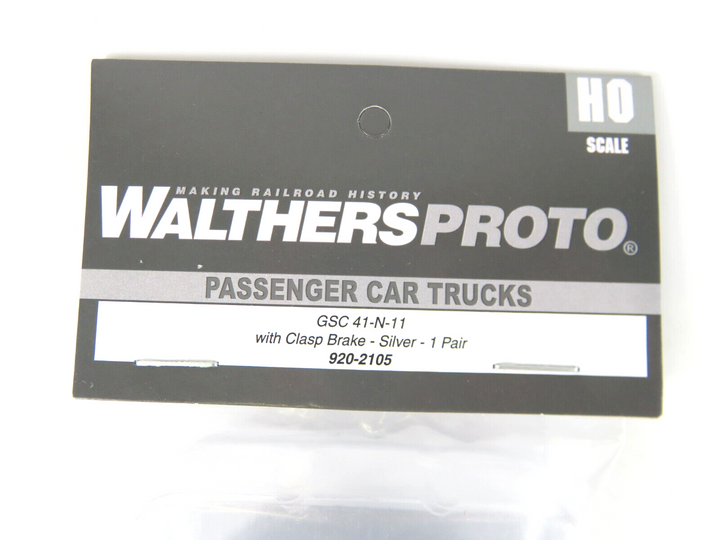 HO
SCALE
MAKING RAILROAD HISTORY
WALTHERSPROTO®
PASSENGER CAR TRUCKS
GSC 41-N-11
with Clasp Brake - Silver - 1 Pair
920-2105